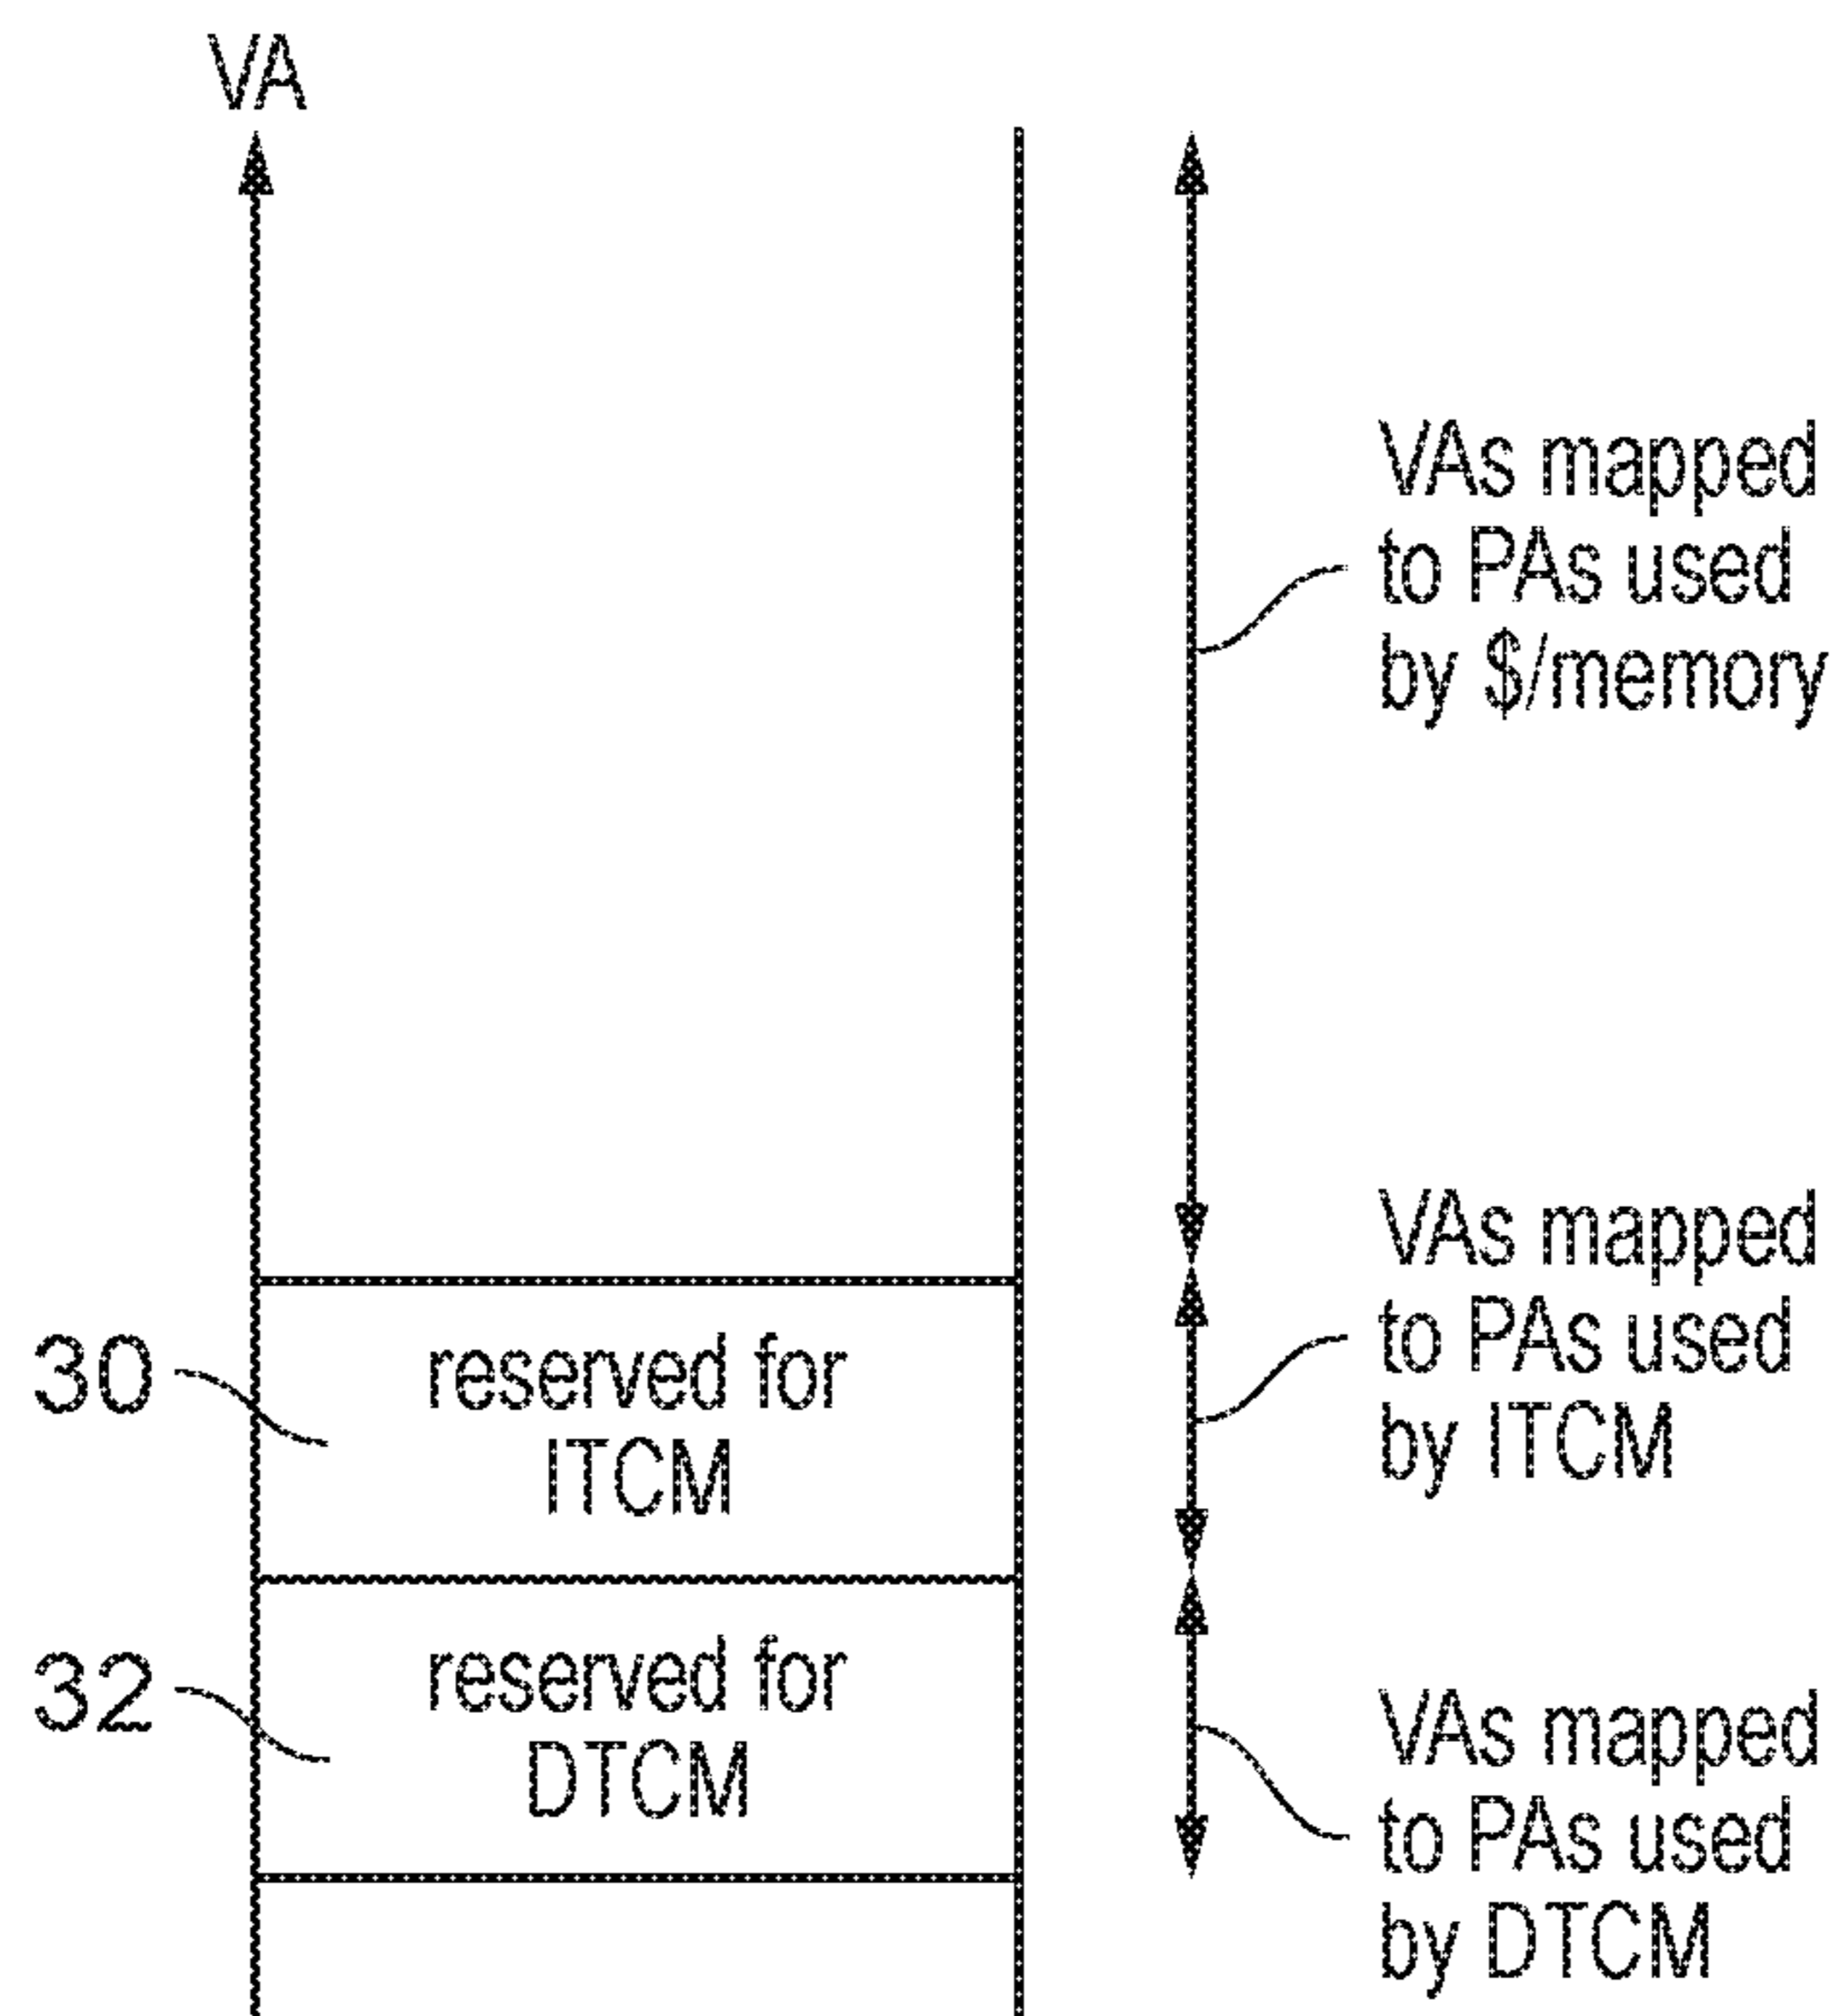 VA
VAs mapped
to PAs used
by $/memory
30
reserved for
ITCM
VAs mapped
to PAs used
by ITCM
32
reserved for
DTCM
VAs mapped
to PAs used
by DTCM